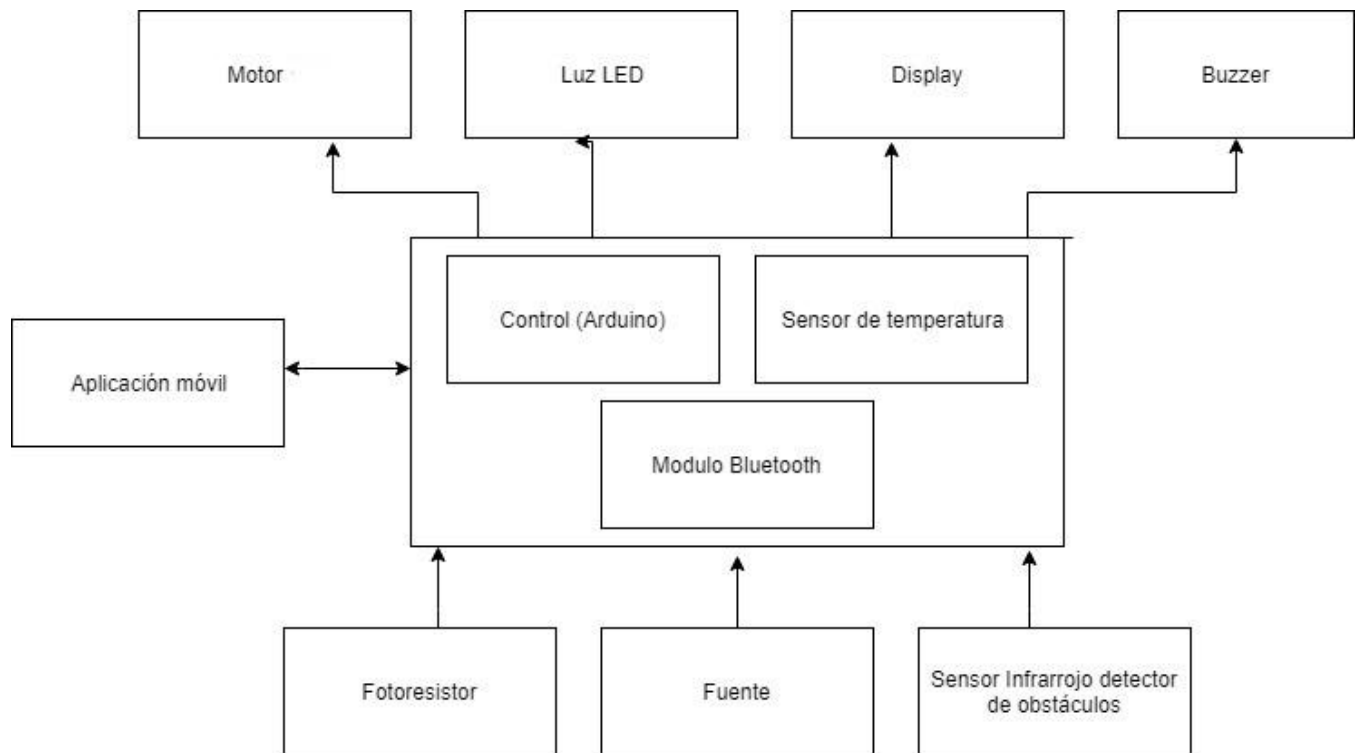 Motor
Luz LED
Display
Buzzer
Control (Arduino)
Sensor de temperatura
Aplicación móvil
Modulo Bluetooth
Fotoresistor
Fuente
Sensor Infrarrojo detector
de obstáculos